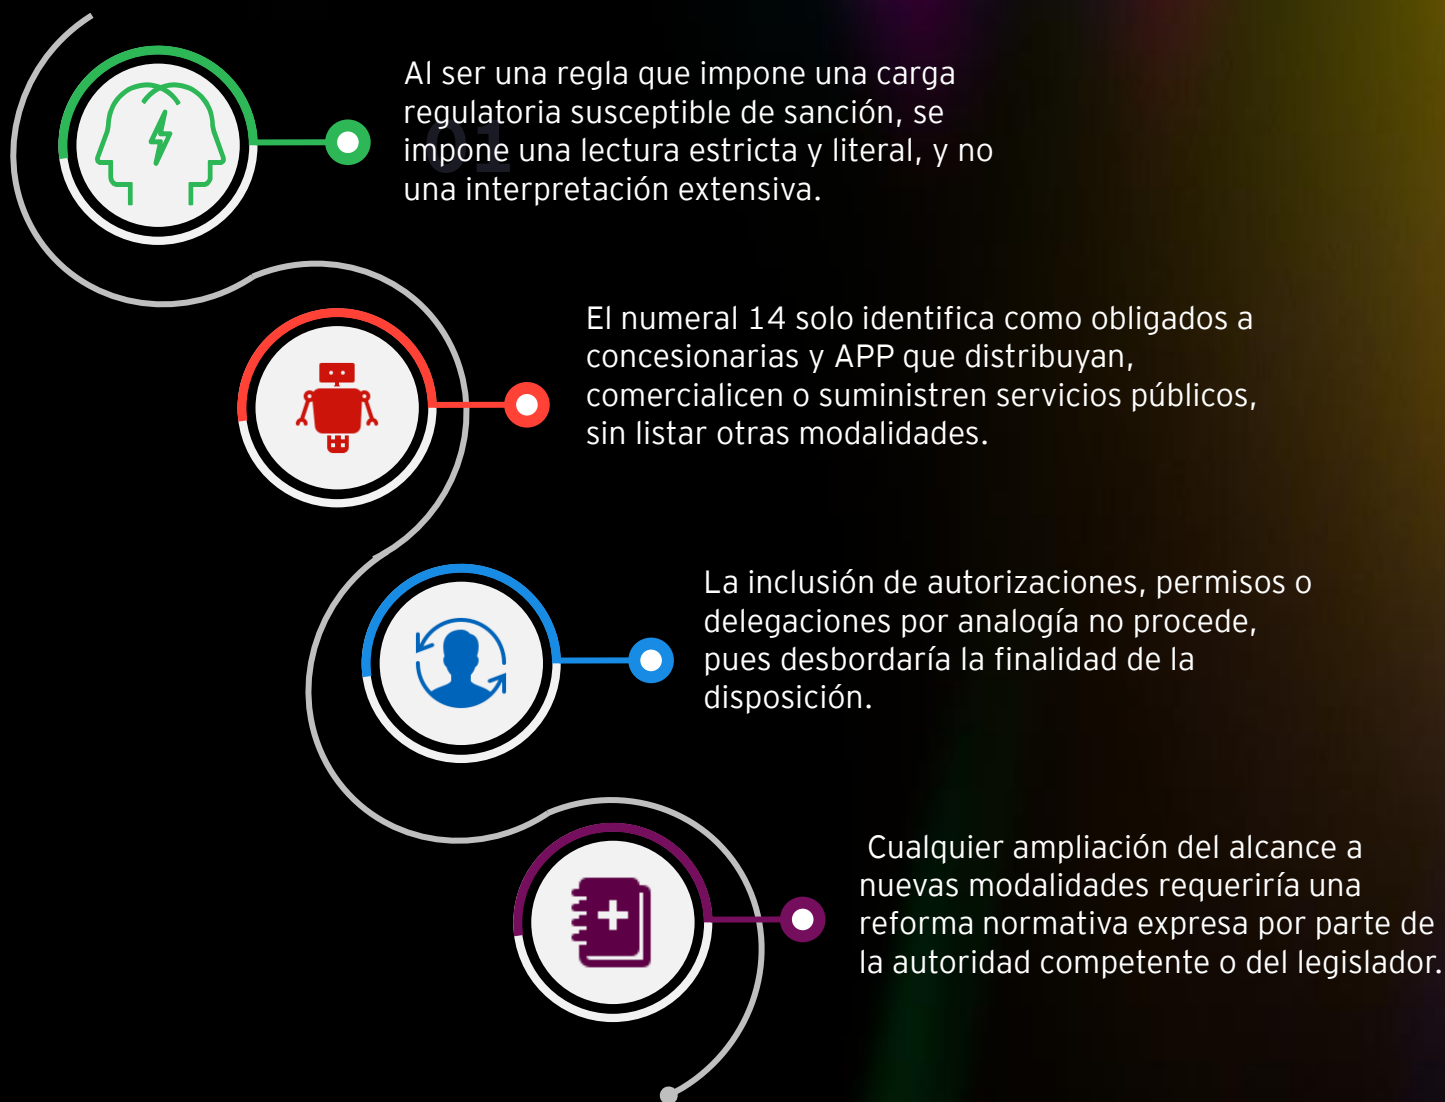 Al ser una regla que impone una carga
regulatoria susceptible de sanción, se
impone una lectura estricta y literal, y no
una interpretación extensiva.
01
El numeral 14 solo identifica como obligados a
concesionarias y APP que distribuyan,
comercialicen o suministren servicios públicos,
sin listar otras modalidades.
La inclusión de autorizaciones, permisos o
delegaciones por analogía no procede,
pues desbordaría la finalidad de la
disposición.
Cualquier ampliación del alcance a
nuevas modalidades requeriría una
reforma normativa expresa por parte de
la autoridad competente o del legislador.